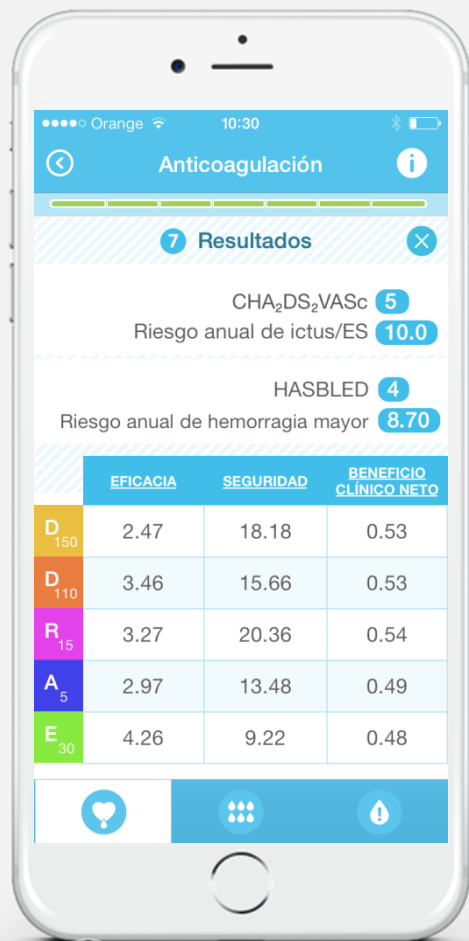 Orange 10:30
Anticoagulación i
7 Resultados
CHA₂DS₂VASc 5
Riesgo anual de ictus/ES 10.0
HASBLED 4
Riesgo anual de hemorragia mayor 8.70
EFICACIA SEGURIDAD BENEFICIO
CLÍNICO NETO
D150 2.47 18.18 0.53
D110 3.46 15.66 0.53
R15 3.27 20.36 0.54
A5 2.97 13.48 0.49
E30 4.26 9.22 0.48
!